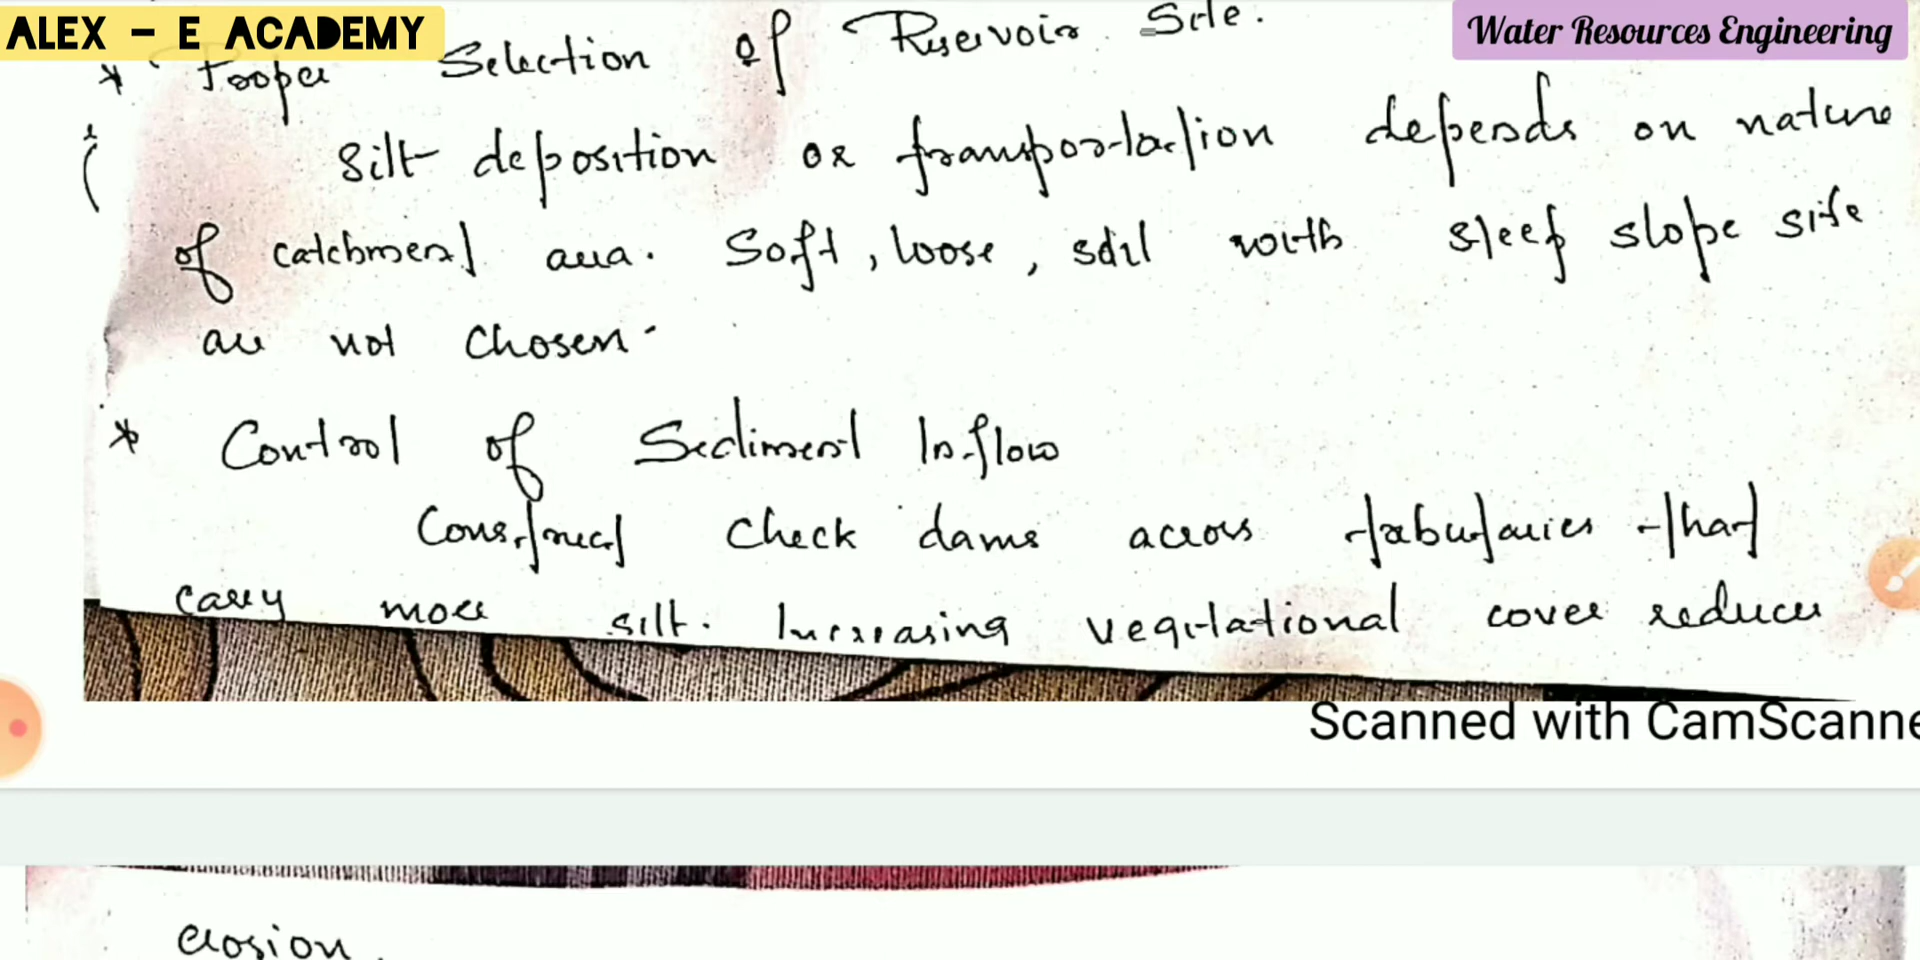 ALEX - E ACADEMY
Water Resources Engineering
* Proper Selection of Reservoir Site.
Silt deposition or transportation depends on nature
of catchment area. Soft, loose, soil with steep slope site
are not chosen.
* Control of Sediment Inflow
Construct check dams across tributaries that
carry more silt. Increasing vegitational cover reduces
Scanned with CamScanne
erosion.